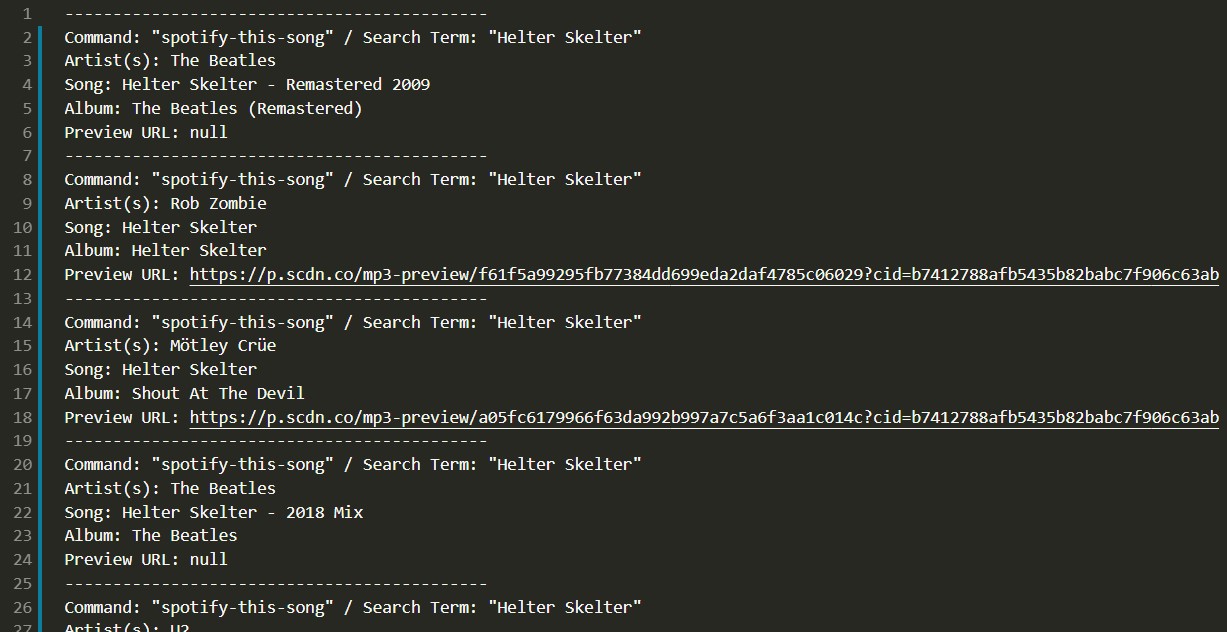 1 --------------------------------------------
2 Command: "spotify-this-song" / Search Term: "Helter Skelter"
3 Artist(s): The Beatles
4 Song: Helter Skelter - Remastered 2009
5 Album: The Beatles (Remastered)
6 Preview URL: null
7 --------------------------------------------
8 Command: "spotify-this-song" / Search Term: "Helter Skelter"
9 Artist(s): Rob Zombie
10 Song: Helter Skelter
11 Album: Helter Skelter
12 Preview URL: https://p.scdn.co/mp3-preview/f61f5a99295fb77384dd699eda2daf4785c06029?cid=b7412788afb5435b82babc7f906c63ab
13 --------------------------------------------
14 Command: "spotify-this-song" / Search Term: "Helter Skelter"
15 Artist(s): Mötley Crüe
16 Song: Helter Skelter
17 Album: Shout At The Devil
18 Preview URL: https://p.scdn.co/mp3-preview/a05fc6179966f63da992b997a7c5a6f3aa1c014c?cid=b7412788afb5435b82babc7f906c63ab
19 --------------------------------------------
20 Command: "spotify-this-song" / Search Term: "Helter Skelter"
21 Artist(s): The Beatles
22 Song: Helter Skelter - 2018 Mix
23 Album: The Beatles
24 Preview URL: null
25 --------------------------------------------
26 Command: "spotify-this-song" / Search Term: "Helter Skelter"
27 Artist(s): U2